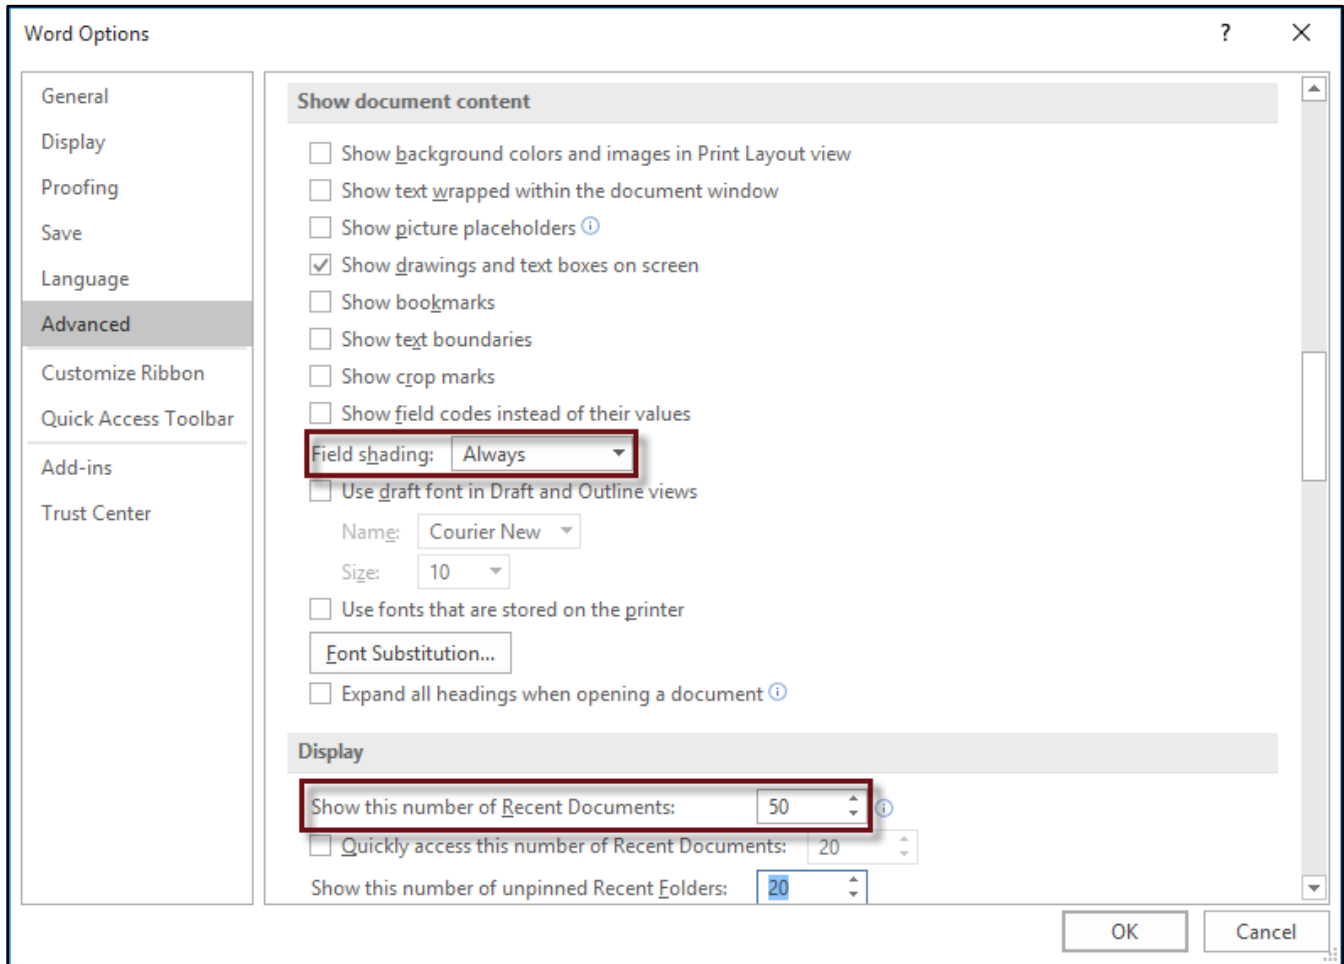 Word Options ?
General
Display
Proofing
Save
Language
Advanced
Customize Ribbon
Quick Access Toolbar
Add-ins
Trust Center
Show document content
Show background colors and images in Print Layout view
Show text wrapped within the document window
Show picture placeholders
Show drawings and text boxes on screen
Show bookmarks
Show text boundaries
Show crop marks
Show field codes instead of their values
Field shading: Always
Use draft font in Draft and Outline views
Name: Courier New
Size: 10
Use fonts that are stored on the printer
Font Substitution...
Expand all headings when opening a document
Display
Show this number of Recent Documents: 50
Quickly access this number of Recent Documents: 20
Show this number of unpinned Recent Folders: 20
OK Cancel